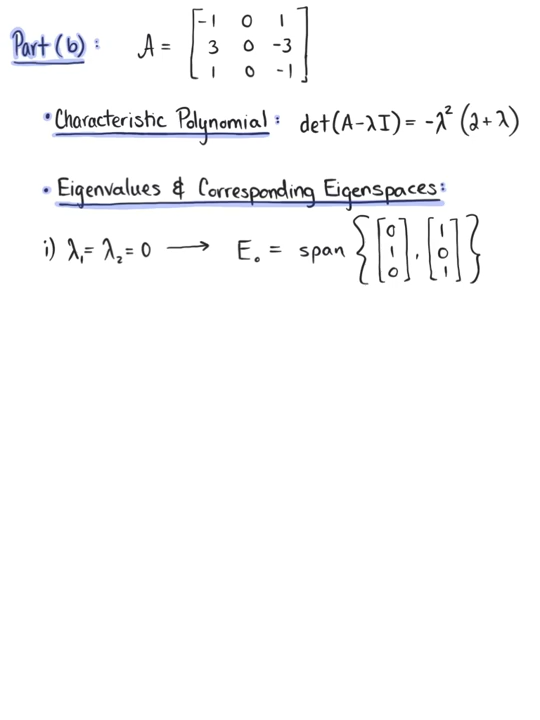 Part (b): A = [-1 0 1; 3 0 -3; 1 0 -1]
• Characteristic Polynomial: det(A-λI) = -λ² (2+λ)
• Eigenvalues & Corresponding Eigenspaces:
i) λ₁= λ₂= 0 ⟶ E₀ = span {[0; 1; 0], [1; 0; 1]}